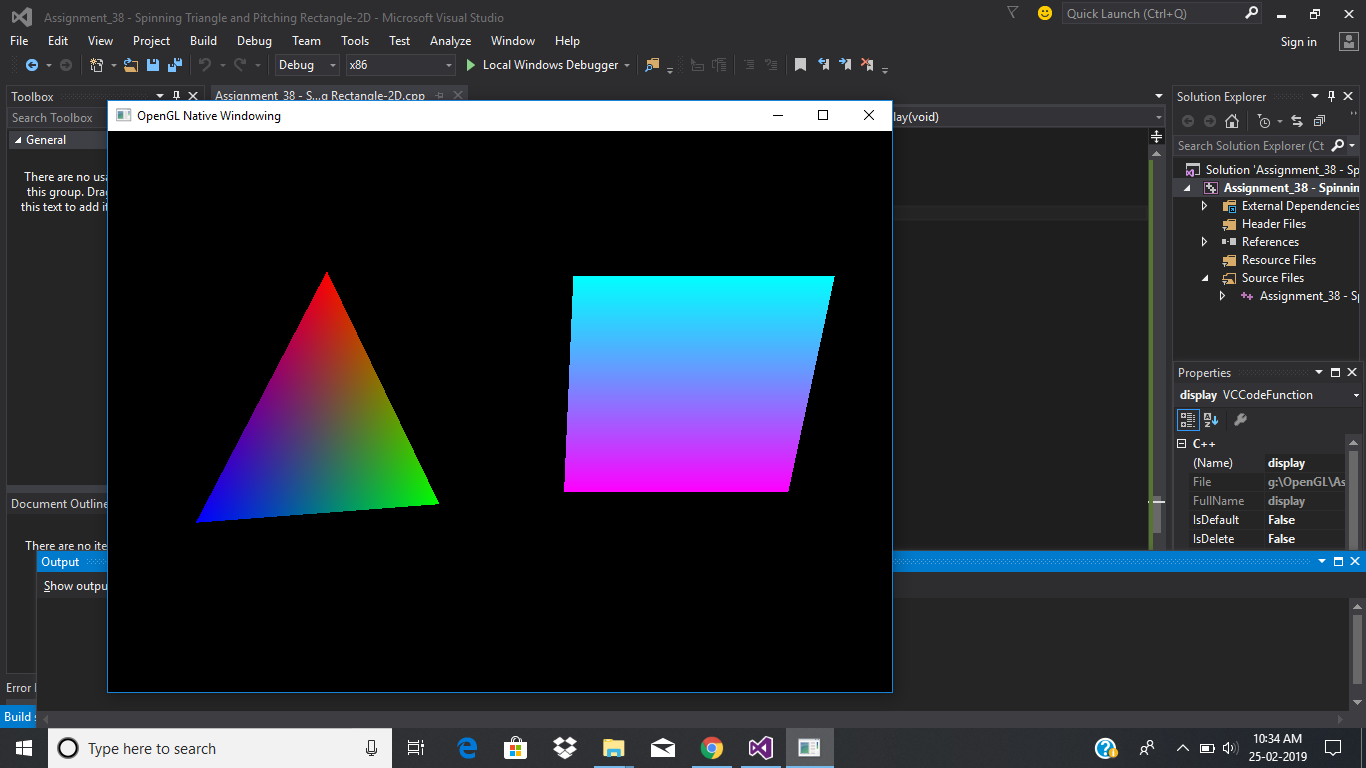 Assignment_38 - Spinning Triangle and Pitching Rectangle-2D - Microsoft Visual Studio
Quick Launch (Ctrl+Q)
File Edit View Project Build Debug Team Tools Test Analyze Window Help
Sign in
Debug x86 Local Windows Debugger
Toolbox
Assignment_38 - S...g Rectangle-2D.cpp
Solution Explorer
Search Toolbox
OpenGL Native Windowing
lay(void)
General
Search Solution Explorer (Ct
There are no usa
this group. Drag
this text to add it
Solution 'Assignment_38 - Sp
Assignment_38 - Spinnin
External Dependencies
Header Files
References
Resource Files
Source Files
Assignment_38 - Sp
Properties
display VCCodeFunction
C++
(Name) display
File g:\OpenGL\As
FullName display
IsDefault False
IsDelete False
Document Outline
There are no ite
Output
Show outpu
Error
Build
Type here to search
10:34 AM
25-02-2019